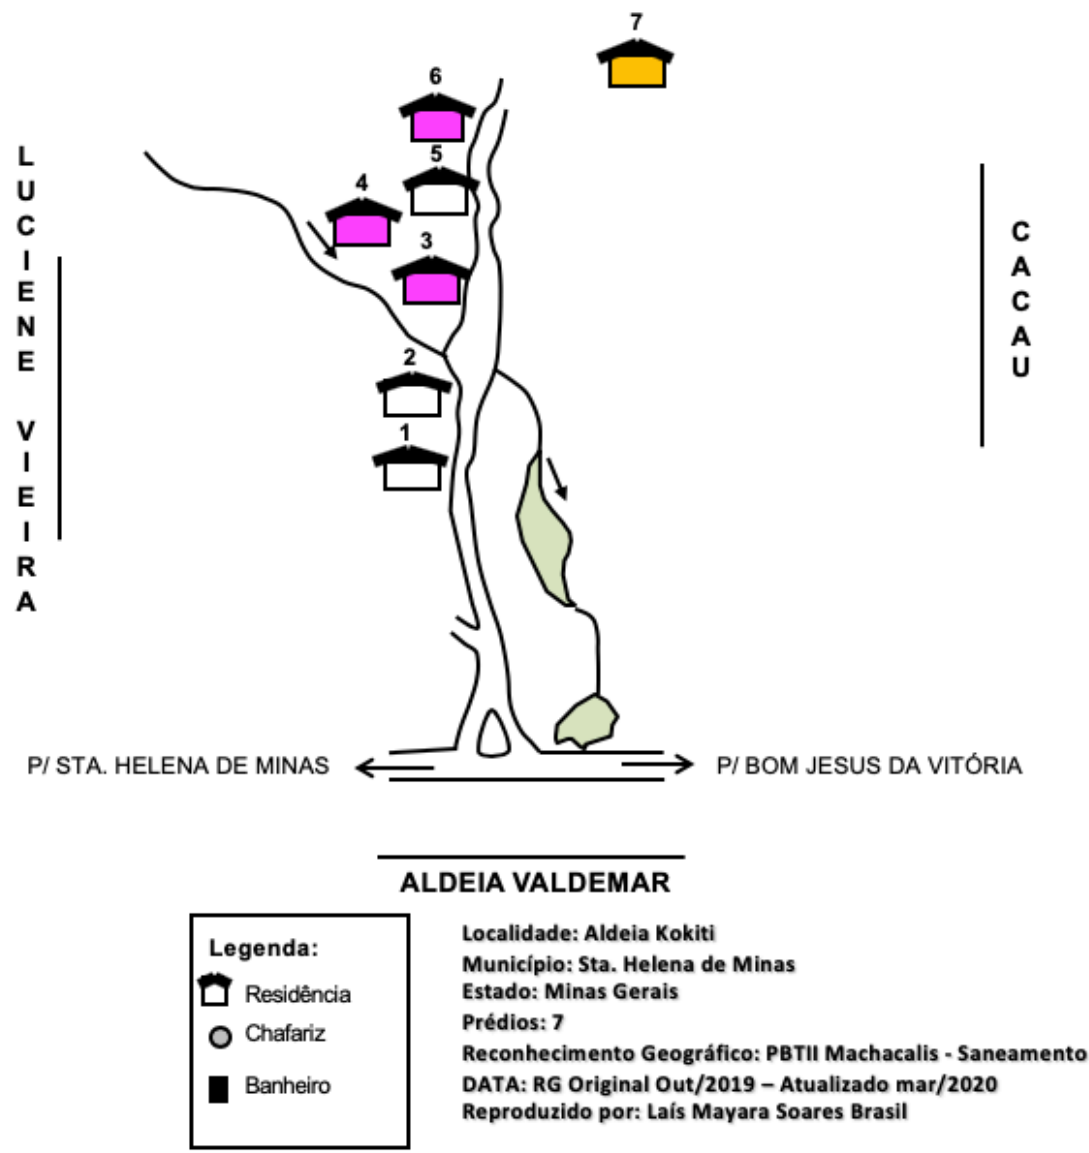 7
6
5
4
3
2
1
LUCIENE VIEIRA
CACAU
P/ STA. HELENA DE MINAS
P/ BOM JESUS DA VITÓRIA
ALDEIA VALDEMAR
Legenda:
Residência
Chafariz
Banheiro
Localidade: Aldeia Kokiti
Município: Sta. Helena de Minas
Estado: Minas Gerais
Prédios: 7
Reconhecimento Geográfico: PBTII Machacalis - Saneamento
DATA: RG Original Out/2019 – Atualizado mar/2020
Reproduzido por: Laís Mayara Soares Brasil